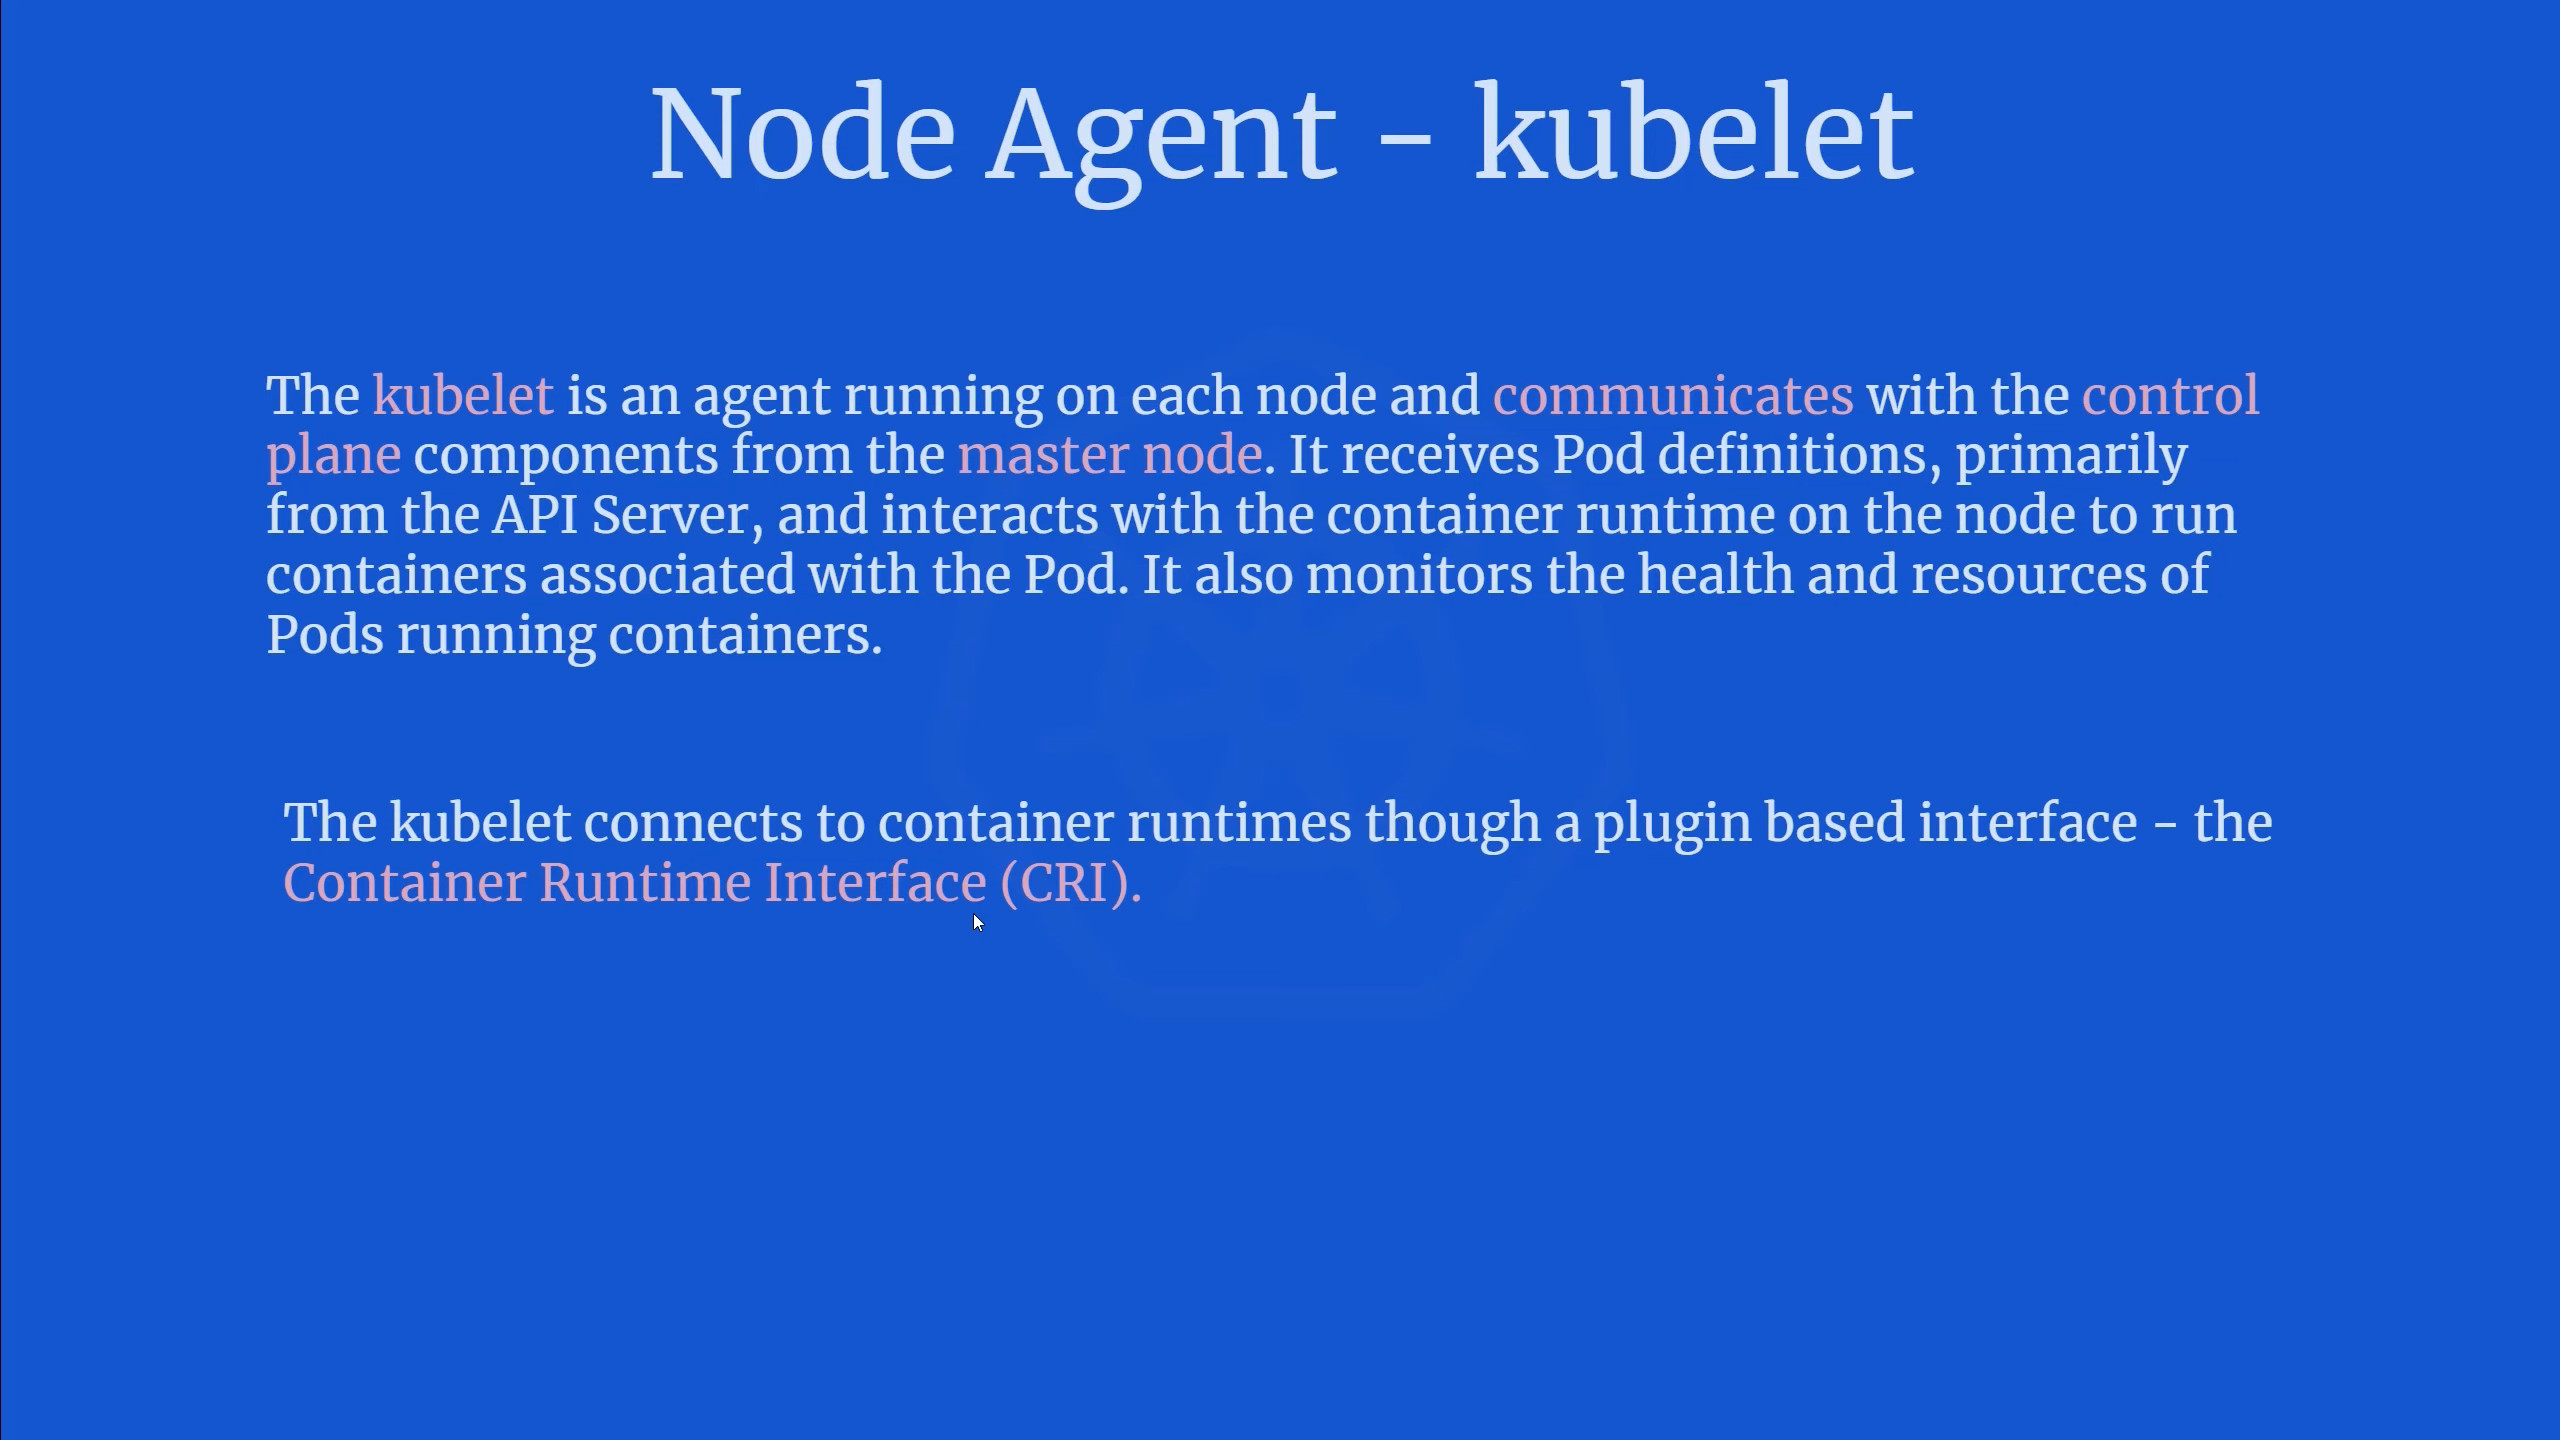 Node Agent - kubelet
The kubelet is an agent running on each node and communicates with the control
plane components from the master node. It receives Pod definitions, primarily
from the API Server, and interacts with the container runtime on the node to run
containers associated with the Pod. It also monitors the health and resources of
Pods running containers.
The kubelet connects to container runtimes though a plugin based interface - the
Container Runtime Interface (CRI).